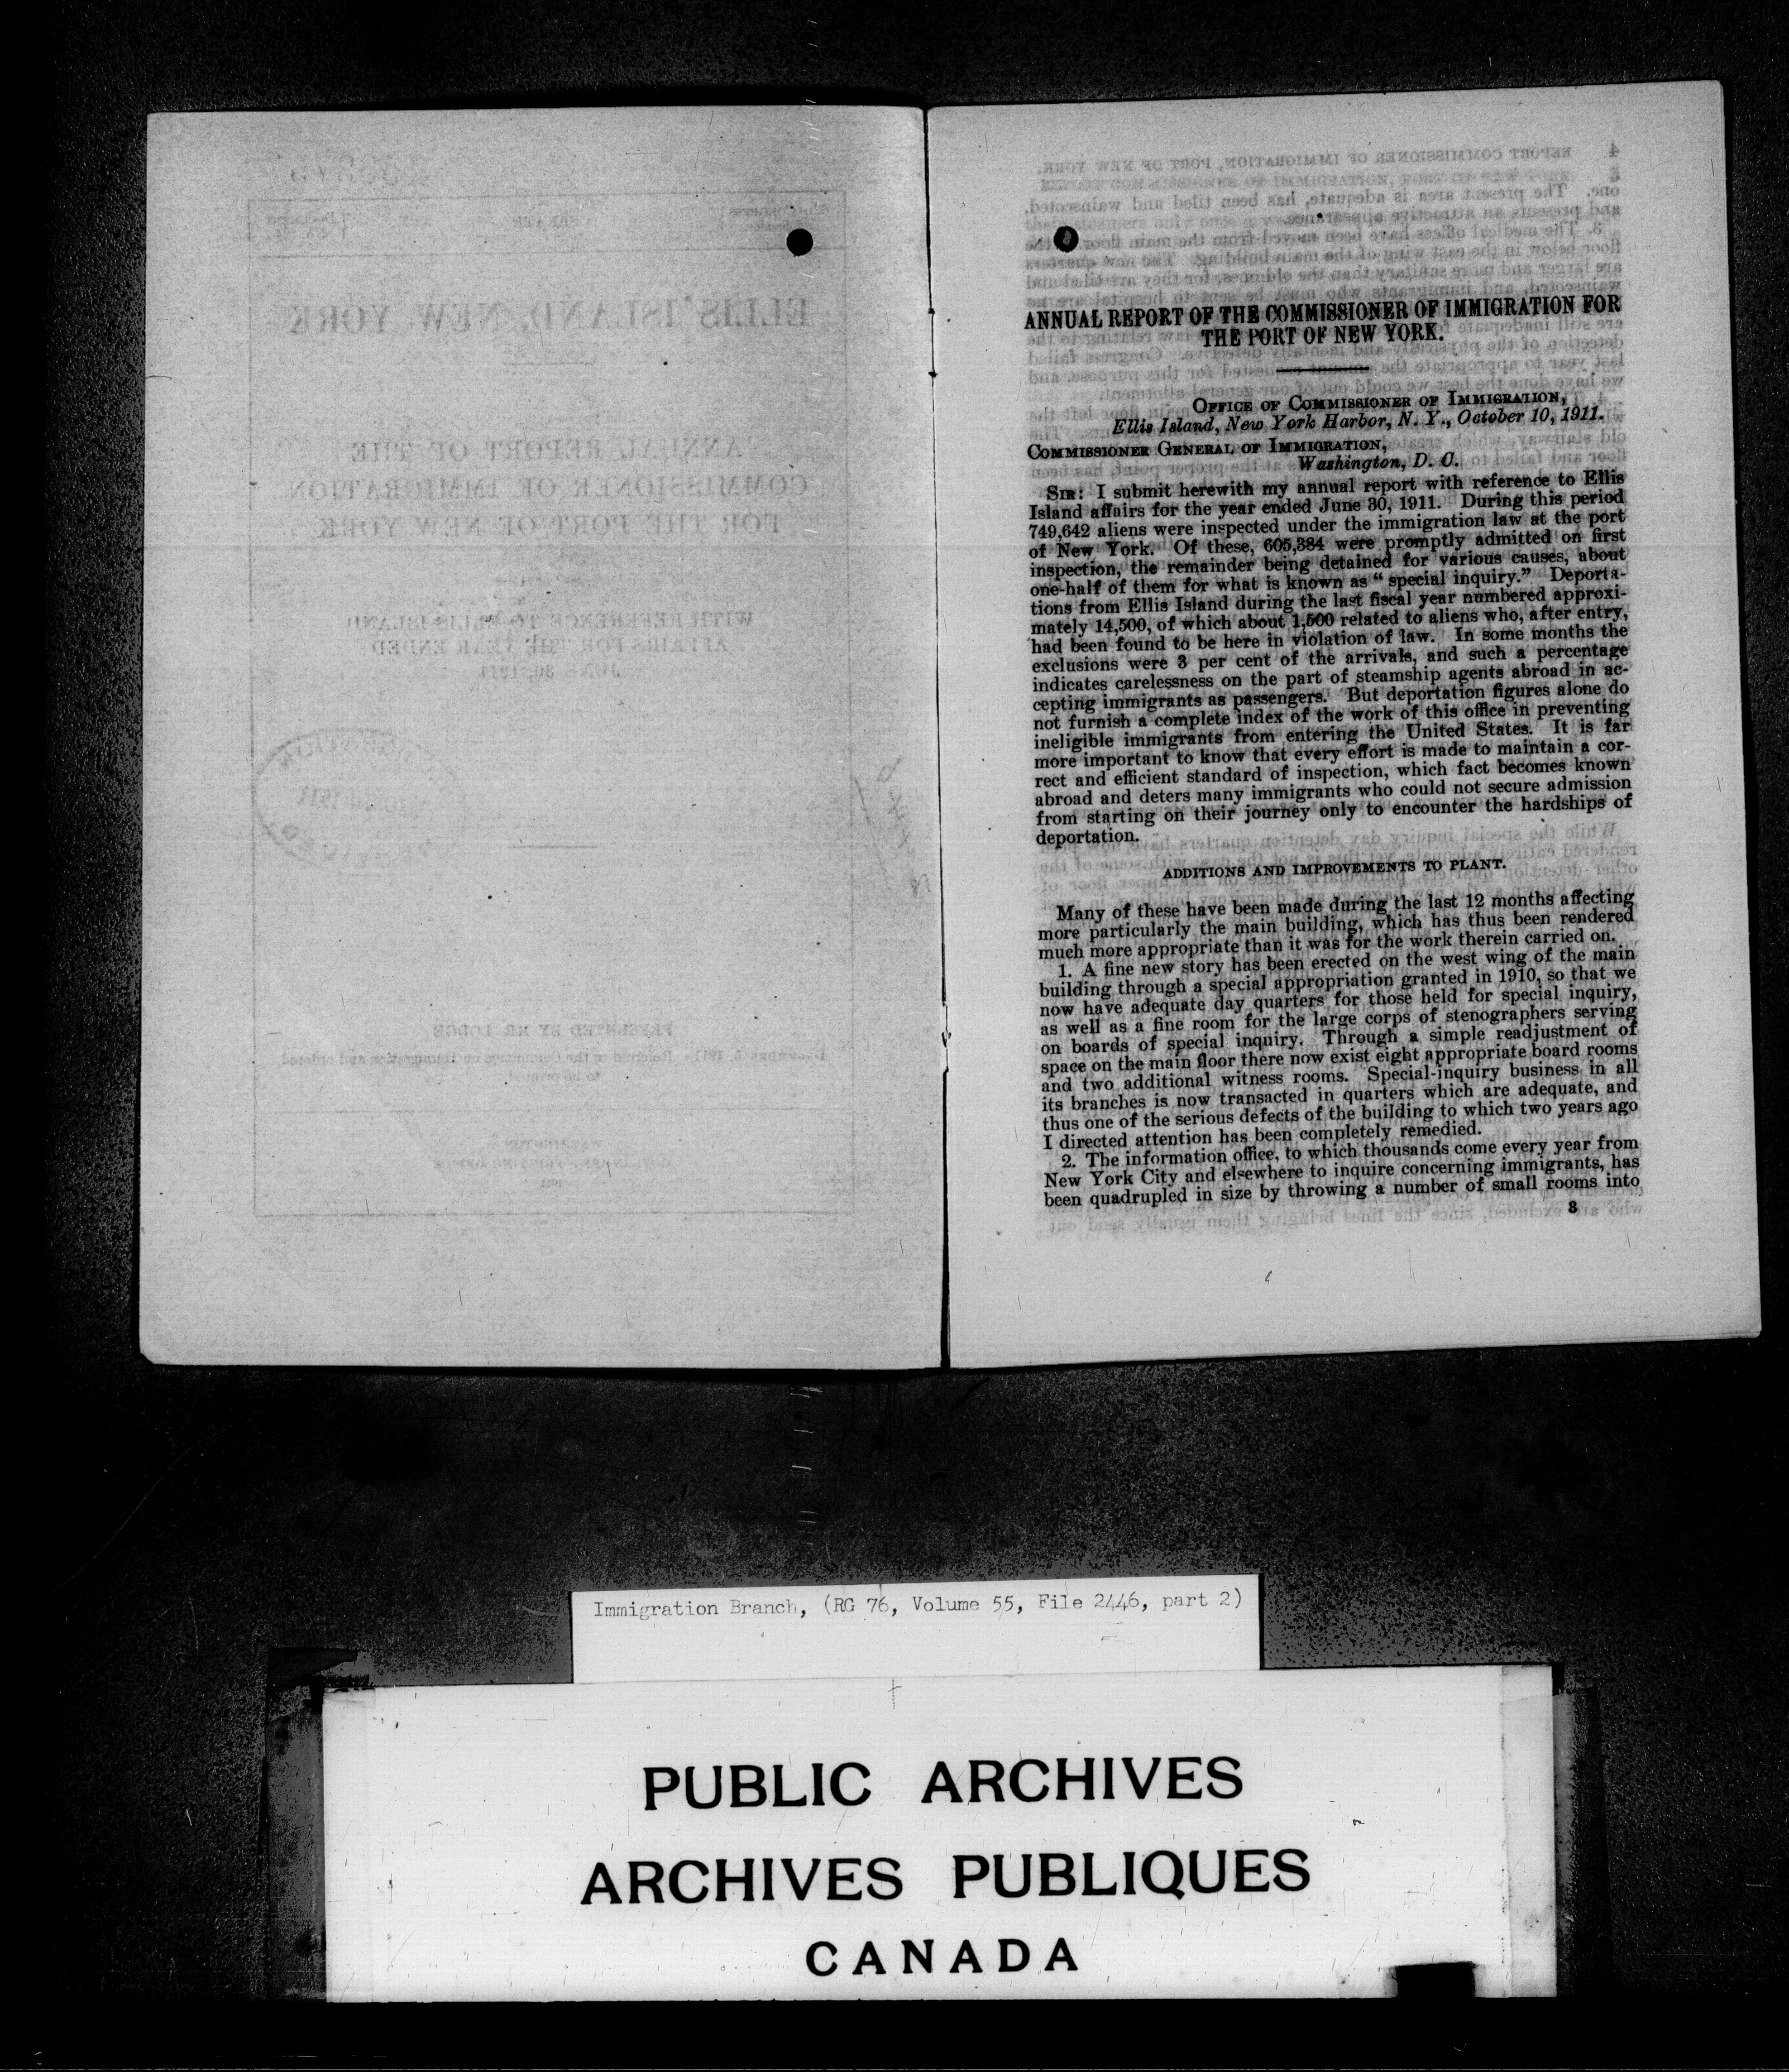 ANNUAL REPORT OF THE COMMISSIONER OF IMMIGRATION FOR
THE PORT OF NEW YORK.
OFFICE OF COMMISSIONER OF IMMIGRATION,
Ellis Island, New York Harbor, N. Y., October 10, 1911.
COMMISSIONER GENERAL OF IMMIGRATION,
Washington, D. C.
SIR: I submit herewith my annual report with reference to Ellis
Island affairs for the year ended June 30, 1911. During this period
749,642 aliens were inspected under the immigration law at the port
of New York. Of these, 605,384 were promptly admitted on first
inspection, the remainder being detained for various causes, about
one-half of them for what is known as “special inquiry.” Deporta-
tions from Ellis Island during the last fiscal year numbered approxi-
mately 14,500, of which about 1,500 related to aliens who, after entry,
had been found to be here in violation of law. In some months the
exclusions were 3 per cent of the arrivals, and such a percentage
indicates carelessness on the part of steamship agents abroad in ac-
cepting immigrants as passengers. But deportation figures alone do
not furnish a complete index of the work of this office in preventing
ineligible immigrants from entering the United States. It is far
more important to know that every effort is made to maintain a cor-
rect and efficient standard of inspection, which fact becomes known
abroad and deters many immigrants who could not secure admission
from starting on their journey only to encounter the hardships of
deportation.
ADDITIONS AND IMPROVEMENTS TO PLANT.
Many of these have been made during the last 12 months affecting
more particularly the main building, which has thus been rendered
much more appropriate than it was for the work therein carried on.
1. A fine new story has been erected on the west wing of the main
building through a special appropriation granted in 1910, so that we
now have adequate day quarters for those held for special inquiry,
as well as a fine room for the large corps of stenographers serving
on boards of special inquiry. Through a simple readjustment of
space on the main floor there now exist eight appropriate board rooms
and two additional witness rooms. Special-inquiry business in all
its branches is now transacted in quarters which are adequate, and
thus one of the serious defects of the building to which two years ago
I directed attention has been completely remedied.
2. The information office, to which thousands come every year from
New York City and elsewhere to inquire concerning immigrants, has
been quadrupled in size by throwing a number of small rooms into
3
Immigration Branch, (RG 76, Volume 55, File 2446, part 2)
PUBLIC ARCHIVES
ARCHIVES PUBLIQUES
CANADA